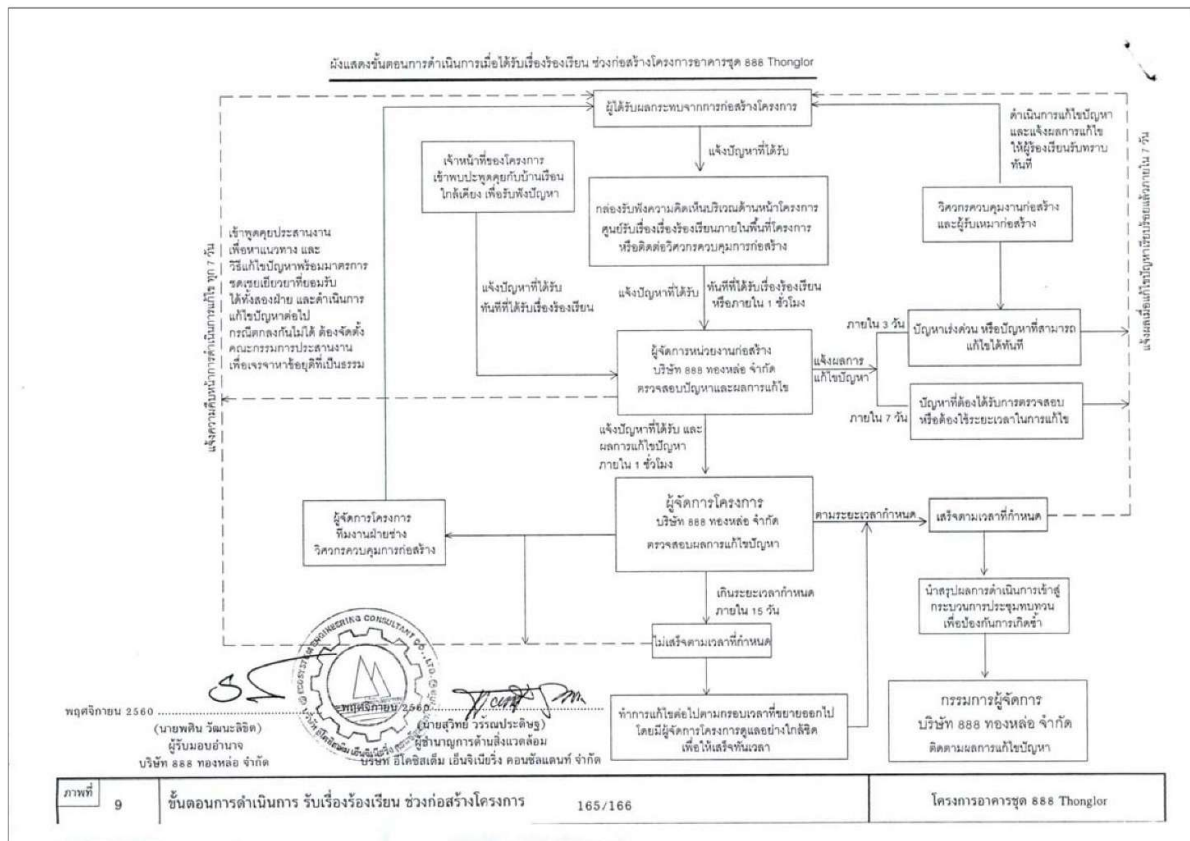 ผังแสดงขั้นตอนการดำเนินการเมื่อได้รับเรื่องร้องเรียน ช่วงก่อสร้างโครงการอาคารชุด 888 Thonglor
ผู้ได้รับผลกระทบจากการก่อสร้างโครงการ
แจ้งปัญหาที่ได้รับ
ดำเนินการแก้ไขปัญหา
และแจ้งผลการแก้ไข
ให้ผู้ร้องเรียนรับทราบ
ทันที
เจ้าหน้าที่ของโครงการ
เข้าพบปะพูดคุยกับบ้านเรือน
ใกล้เคียง เพื่อรับฟังปัญหา
กล่องรับฟังความคิดเห็นบริเวณด้านหน้าโครงการ
ศูนย์รับเรื่องเรื่องร้องเรียนภายในพื้นที่โครงการ
หรือติดต่อวิศวกรควบคุมการก่อสร้าง
วิศวกรควบคุมงานก่อสร้าง
และผู้รับเหมาก่อสร้าง
แจ้งความคืบหน้าการดำเนินการแก้ไข ทุก 7 วัน
เข้าพูดคุยประสานงาน
เพื่อหาแนวทาง และ
วิธีแก้ไขปัญหาพร้อมมาตรการ
ชดเชยเยียวยาที่ยอมรับ
ได้ทั้งสองฝ่าย และดำเนินการ
แก้ไขปัญหาต่อไป
กรณีตกลงกันไม่ได้ ต้องจัดตั้ง
คณะกรรมการประสานงาน
เพื่อเจรจาหาข้อยุติที่เป็นธรรม
แจ้งปัญหาที่ได้รับ
ทันทีที่ได้รับเรื่องร้องเรียน
แจ้งปัญหาที่ได้รับ
ทันทีที่ได้รับเรื่องร้องเรียน
หรือภายใน 1 ชั่วโมง
แจ้งผลเมื่อแก้ไขปัญหาเรียบร้อยแล้วภายใน 7 วัน
ผู้จัดการหน่วยงานก่อสร้าง
บริษัท 888 ทองหล่อ จำกัด
ตรวจสอบปัญหาและผลการแก้ไข
แจ้งผลการ
แก้ไขปัญหา
ภายใน 3 วัน
ปัญหาเร่งด่วน หรือปัญหาที่สามารถ
แก้ไขได้ทันที
ภายใน 7 วัน
ปัญหาที่ต้องได้รับการตรวจสอบ
หรือต้องใช้ระยะเวลาในการแก้ไข
แจ้งปัญหาที่ได้รับ และ
ผลการแก้ไขปัญหา
ภายใน 1 ชั่วโมง
ผู้จัดการโครงการ
บริษัท 888 ทองหล่อ จำกัด
ตรวจสอบผลการแก้ไขปัญหา
ตามระยะเวลากำหนด
เสร็จตามเวลาที่กำหนด
ผู้จัดการโครงการ
ทีมงานฝ่ายช่าง
วิศวกรควบคุมการก่อสร้าง
เกินระยะเวลากำหนด
ภายใน 15 วัน
ไม่เสร็จตามเวลาที่กำหนด
นำสรุปผลการดำเนินการเข้าสู่
กระบวนการประชุมทบทวน
เพื่อป้องกันการเกิดซ้ำ
ทำการแก้ไขต่อไปตามกรอบเวลาที่ขยายออกไป
โดยมีผู้จัดการโครงการดูแลอย่างใกล้ชิด
เพื่อให้เสร็จทันเวลา
กรรมการผู้จัดการ
บริษัท 888 ทองหล่อ จำกัด
ติดตามผลการแก้ไขปัญหา
ECOSYSTEM ENGINEERING CONSULTANT CO., LTD.
พฤศจิกายน 2560
(นายพศิน วัฒนะลิขิต)
ผู้รับมอบอำนาจ
บริษัท 888 ทองหล่อ จำกัด
พฤศจิกายน 2560
(นายสุวิทย์ วรรณประดิษฐ)
ผู้ชำนาญการด้านสิ่งแวดล้อม
บริษัท อีโคซิสเต็ม เอ็นจิเนียริ่ง คอนซัลแตนท์ จำกัด
ภาพที่ 9
ขั้นตอนการดำเนินการ รับเรื่องร้องเรียน ช่วงก่อสร้างโครงการ
165/166
โครงการอาคารชุด 888 Thonglor